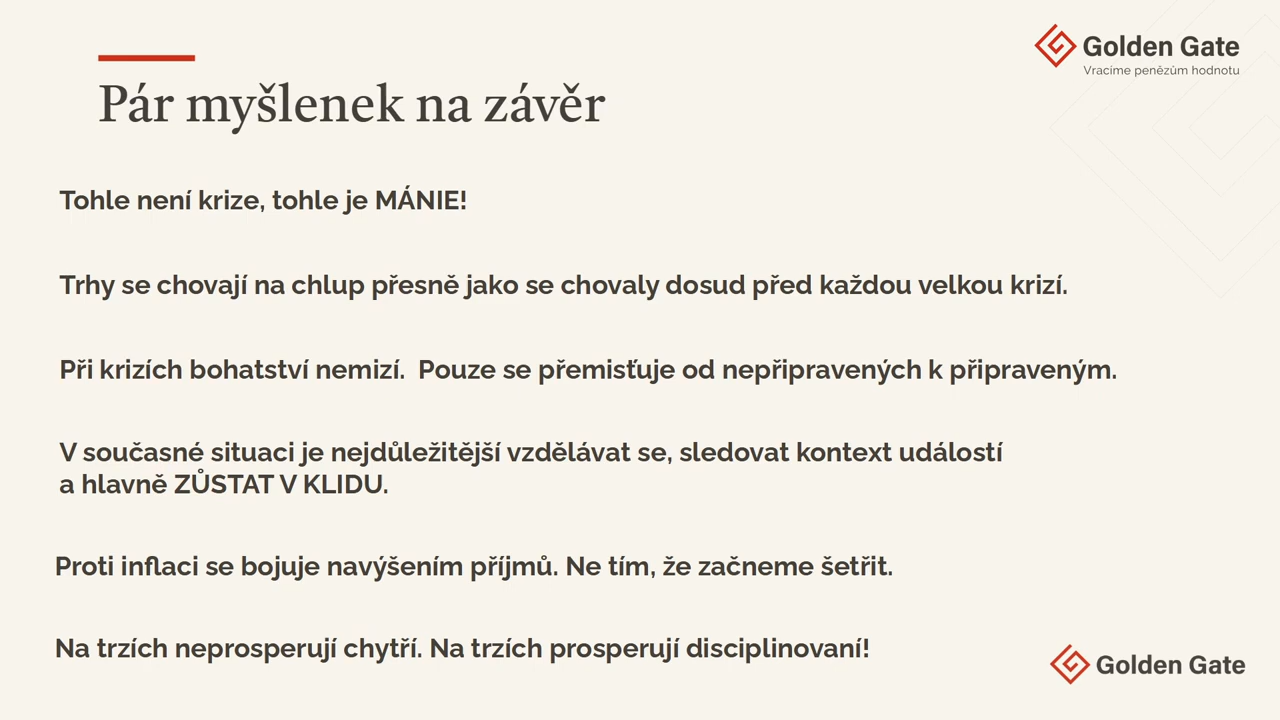 Golden Gate
Vracíme penězům hodnotu
Pár myšlenek na závěr
Tohle není krize, tohle je MÁNIE!
Trhy se chovají na chlup přesně jako se chovaly dosud před každou velkou krizí.
Při krizích bohatství nemizí.  Pouze se přemisťuje od nepřipravených k připraveným.
V současné situaci je nejdůležitější vzdělávat se, sledovat kontext událostí
a hlavně ZŮSTAT V KLIDU.
Proti inflaci se bojuje navýšením příjmů. Ne tím, že začneme šetřit.
Na trzích neprosperují chytří. Na trzích prosperují disciplinovaní!
Golden Gate